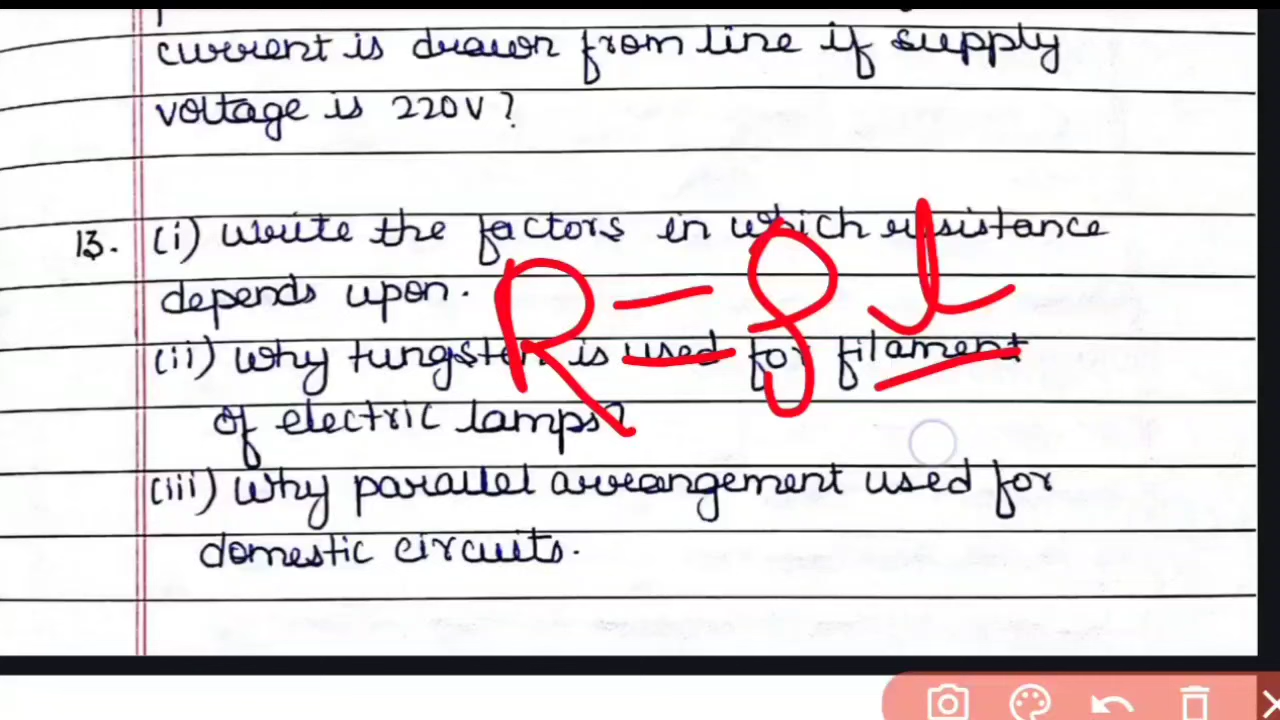 current is drawn from line if supply
voltage is 220V?
13. (i) write the factors in which resistance
depends upon.
R = ρ l
(ii) why tungsten is used for filament
of electric lamps?
(iii) why parallel arrangement used for
domestic circuits.